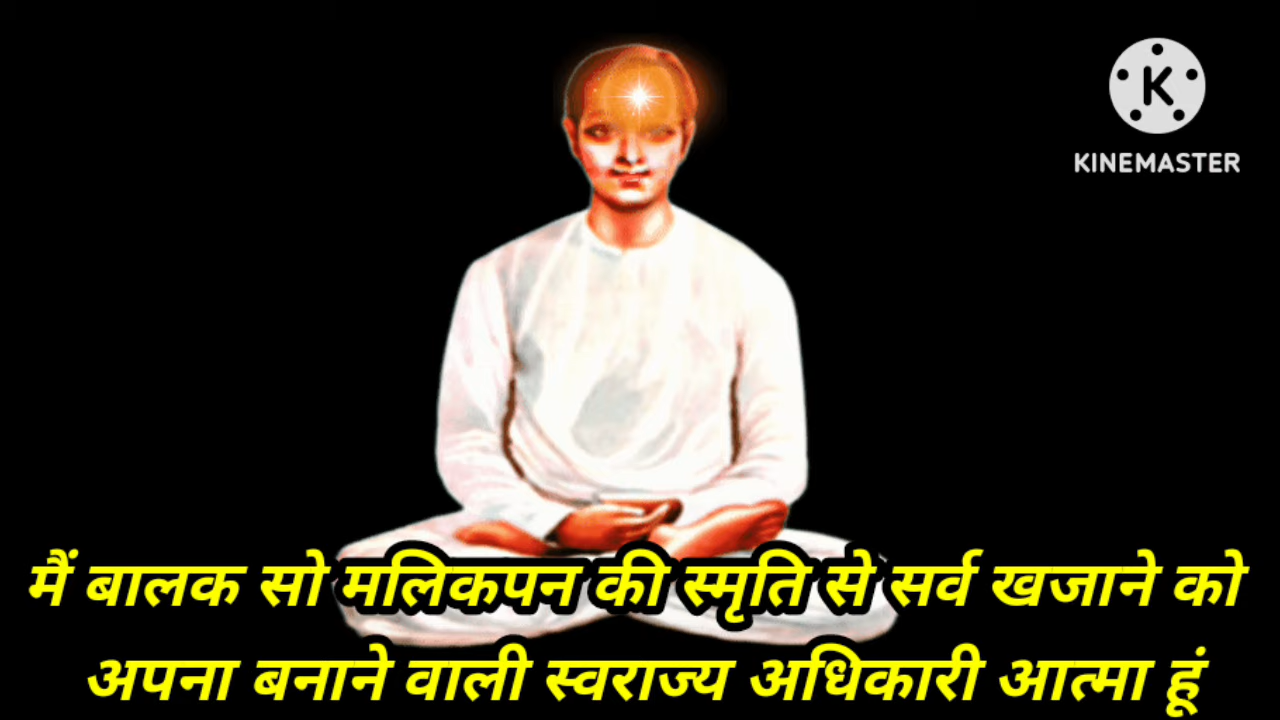 K
KINEMASTER
मैं बालक सो मलिकपन की स्मृति से सर्व खजाने को
अपना बनाने वाली स्वराज्य अधिकारी आत्मा हूं